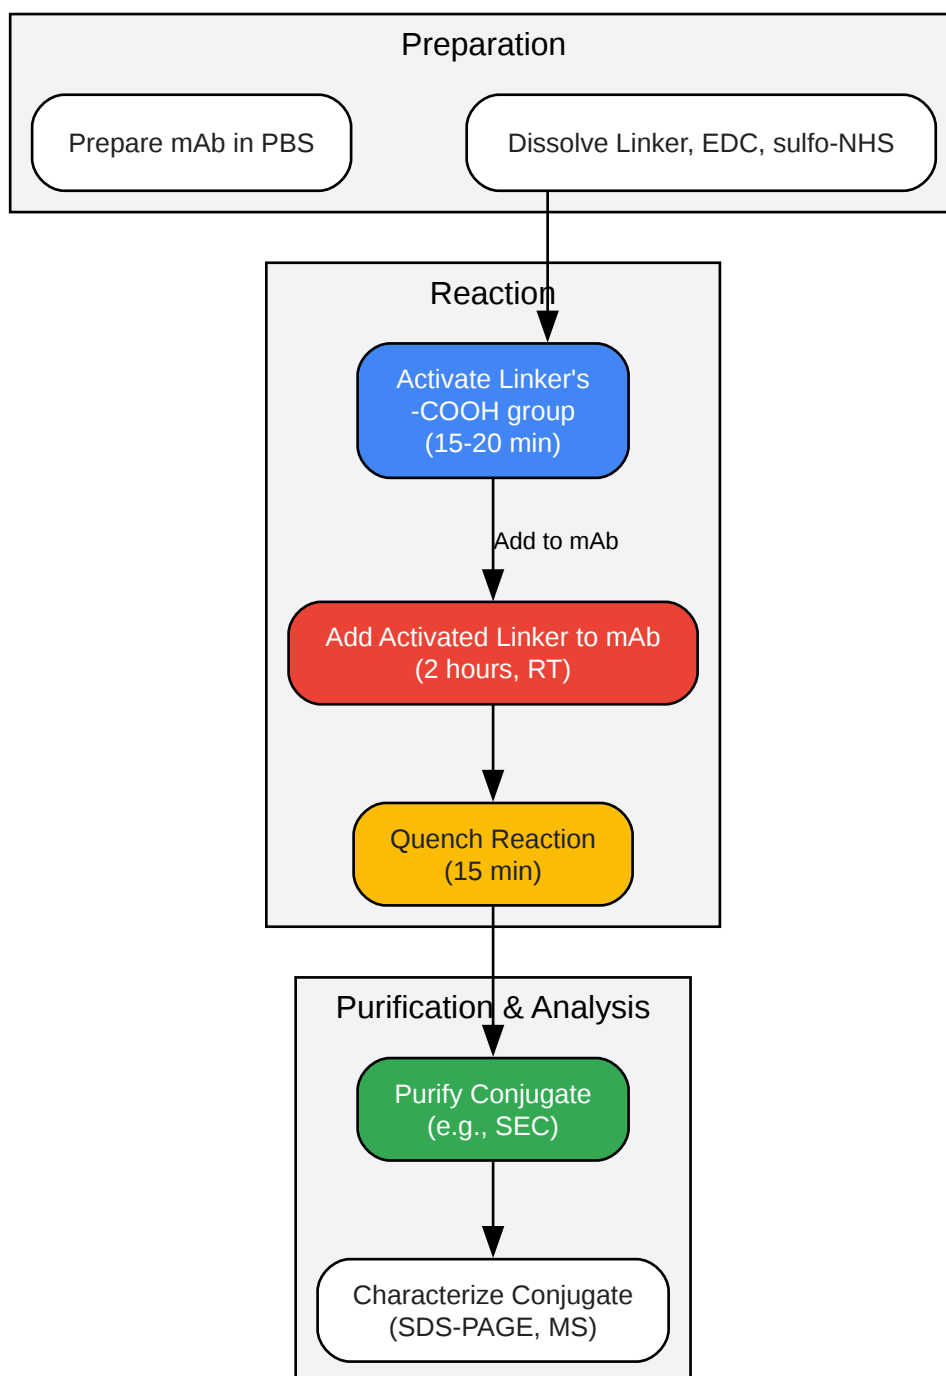 Preparation
Prepare mAb in PBS
Dissolve Linker, EDC, sulfo-NHS
Reaction
Activate Linker's
-COOH group
(15-20 min)
Add to mAb
Add Activated Linker to mAb
(2 hours, RT)
Quench Reaction
(15 min)
Purification & Analysis
Purify Conjugate
(e.g., SEC)
Characterize Conjugate
(SDS-PAGE, MS)